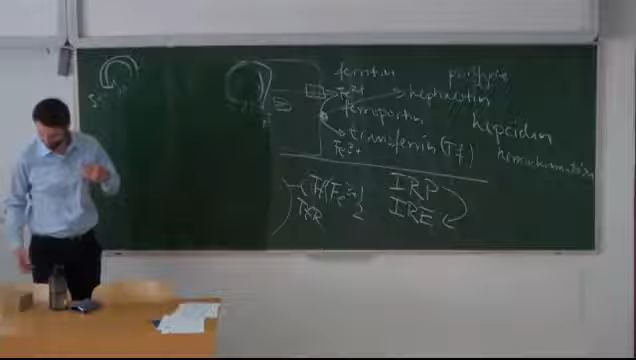 ferritin
Fe2+ → hephaestin
ferroportin
transferrin (Tf)
Fe3+
hepcidin
hemochromatosis
Tf(Fe3+)2
TfR
IRP
IRE